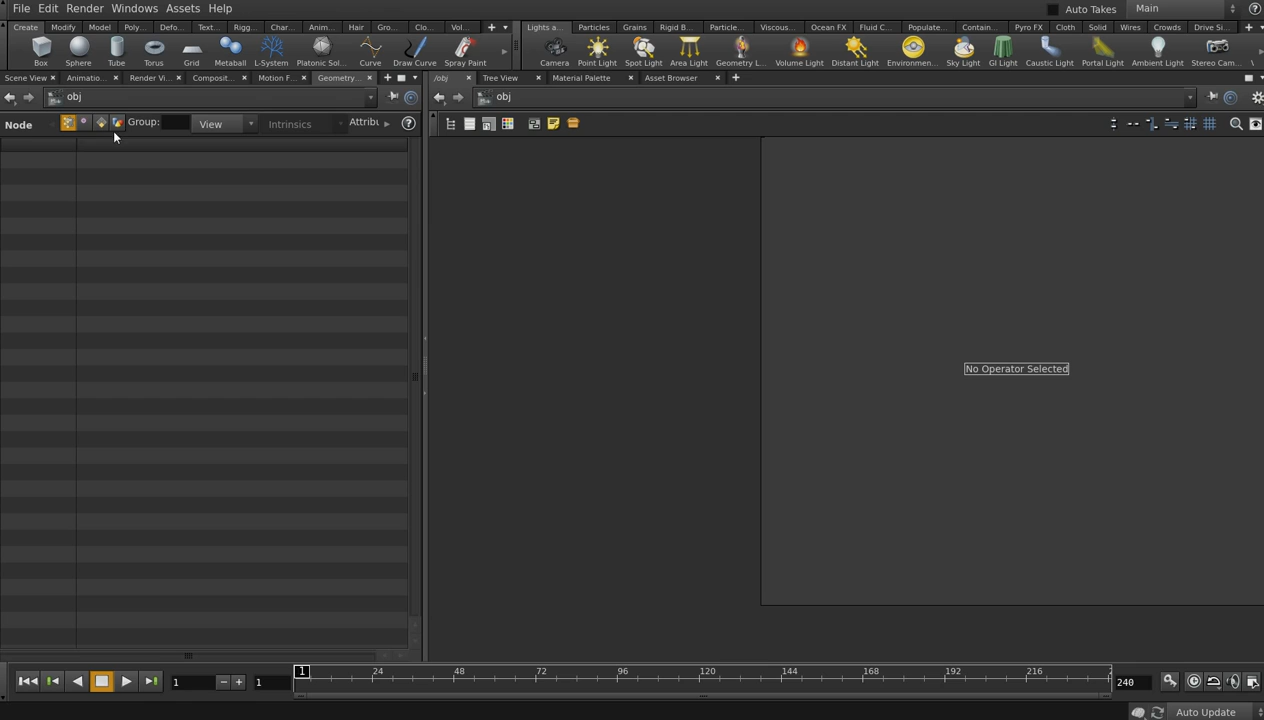 File Edit Render Windows Assets Help Auto Takes Main
Create Modify Model Poly... Defo... Text... Rigg... Char... Anim... Hair Gro... Clo... Vol... Lights a... Particles Grains Rigid B... Particle... Viscous... Ocean FX Fluid C... Populate... Contain... Pyro FX Cloth Solid Wires Crowds Drive Si...
Box Sphere Tube Torus Grid Metaball L-System Platonic Sol... Curve Draw Curve Spray Paint Camera Point Light Spot Light Area Light Geometry L... Volume Light Distant Light Environmen... Sky Light GI Light Caustic Light Portal Light Ambient Light Stereo Cam...
Scene View Animatio... Render Vi... Composit... Motion F... Geometry... /obj Tree View Material Palette Asset Browser
obj obj
Node Group: View Intrinsics Attribu
No Operator Selected
1 24 48 72 96 120 144 168 192 216 2
1 1 240
Auto Update